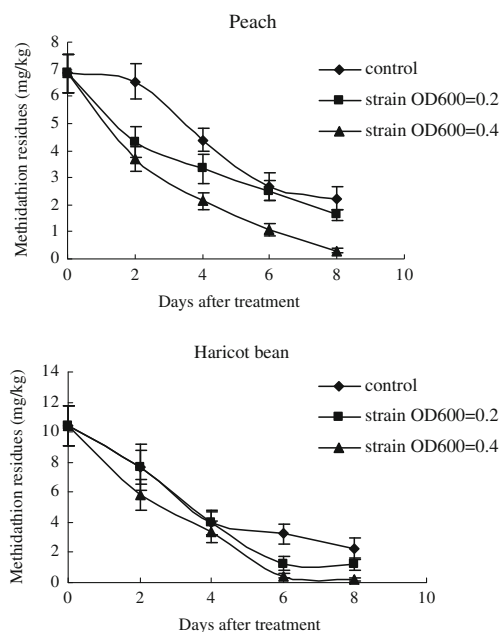 Peach
Methidathion residues (mg/kg)
9
8
7
6
5
4
3
2
1
0
0 2 4 6 8 10
Days after treatment
control
strain OD600=0.2
strain OD600=0.4
Haricot bean
Methidathion residues (mg/kg)
14
12
10
8
6
4
2
0
0 2 4 6 8 10
Days after treatment
control
strain OD600=0.2
strain OD600=0.4